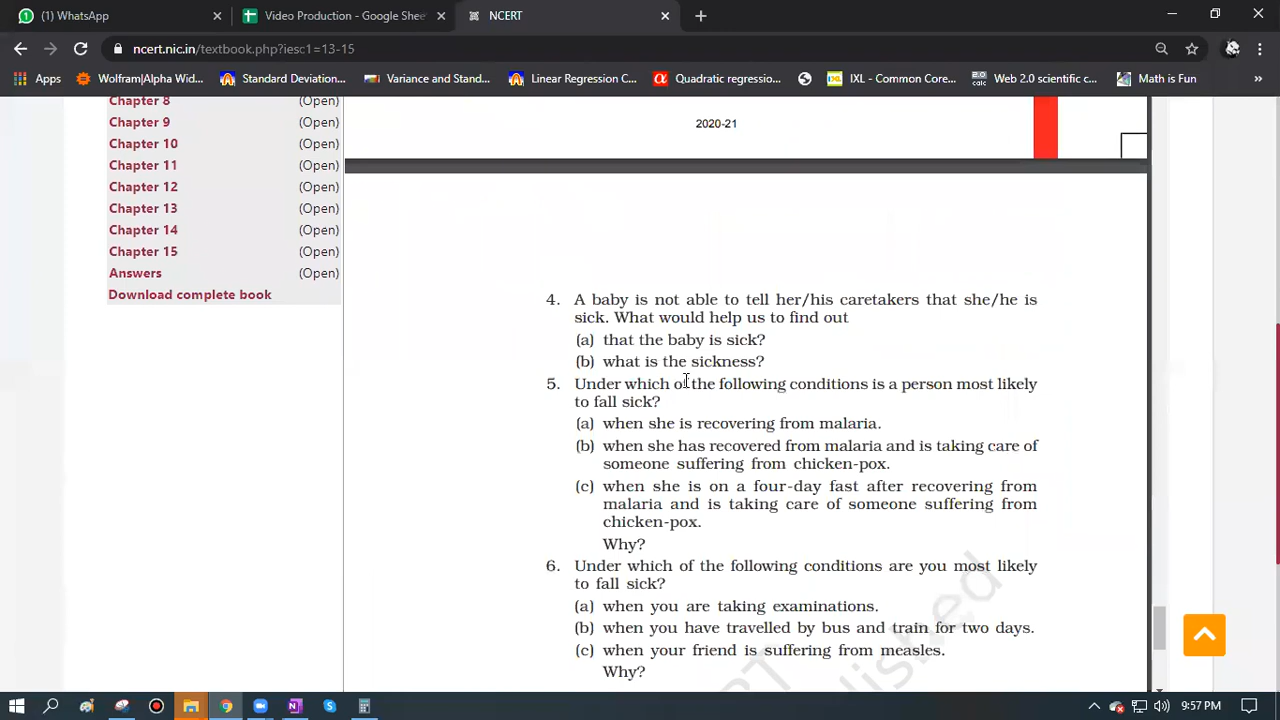 (1) WhatsApp
Video Production - Google Shee
NCERT
ncert.nic.in/textbook.php?iesc1=13-15
Apps
Wolfram|Alpha Wid...
Standard Deviation...
Variance and Stand...
Linear Regression C...
Quadratic regressio...
IXL - Common Core...
Web 2.0 scientific c...
Math is Fun
»
Chapter 8 (Open)
Chapter 9 (Open)
Chapter 10 (Open)
Chapter 11 (Open)
Chapter 12 (Open)
Chapter 13 (Open)
Chapter 14 (Open)
Chapter 15 (Open)
Answers (Open)
Download complete book
2020-21
4. A baby is not able to tell her/his caretakers that she/he is
sick. What would help us to find out
(a) that the baby is sick?
(b) what is the sickness?
5. Under which of the following conditions is a person most likely
to fall sick?
(a) when she is recovering from malaria.
(b) when she has recovered from malaria and is taking care of
someone suffering from chicken-pox.
(c) when she is on a four-day fast after recovering from
malaria and is taking care of someone suffering from
chicken-pox.
Why?
6. Under which of the following conditions are you most likely
to fall sick?
(a) when you are taking examinations.
(b) when you have travelled by bus and train for two days.
(c) when your friend is suffering from measles.
Why?
9:57 PM